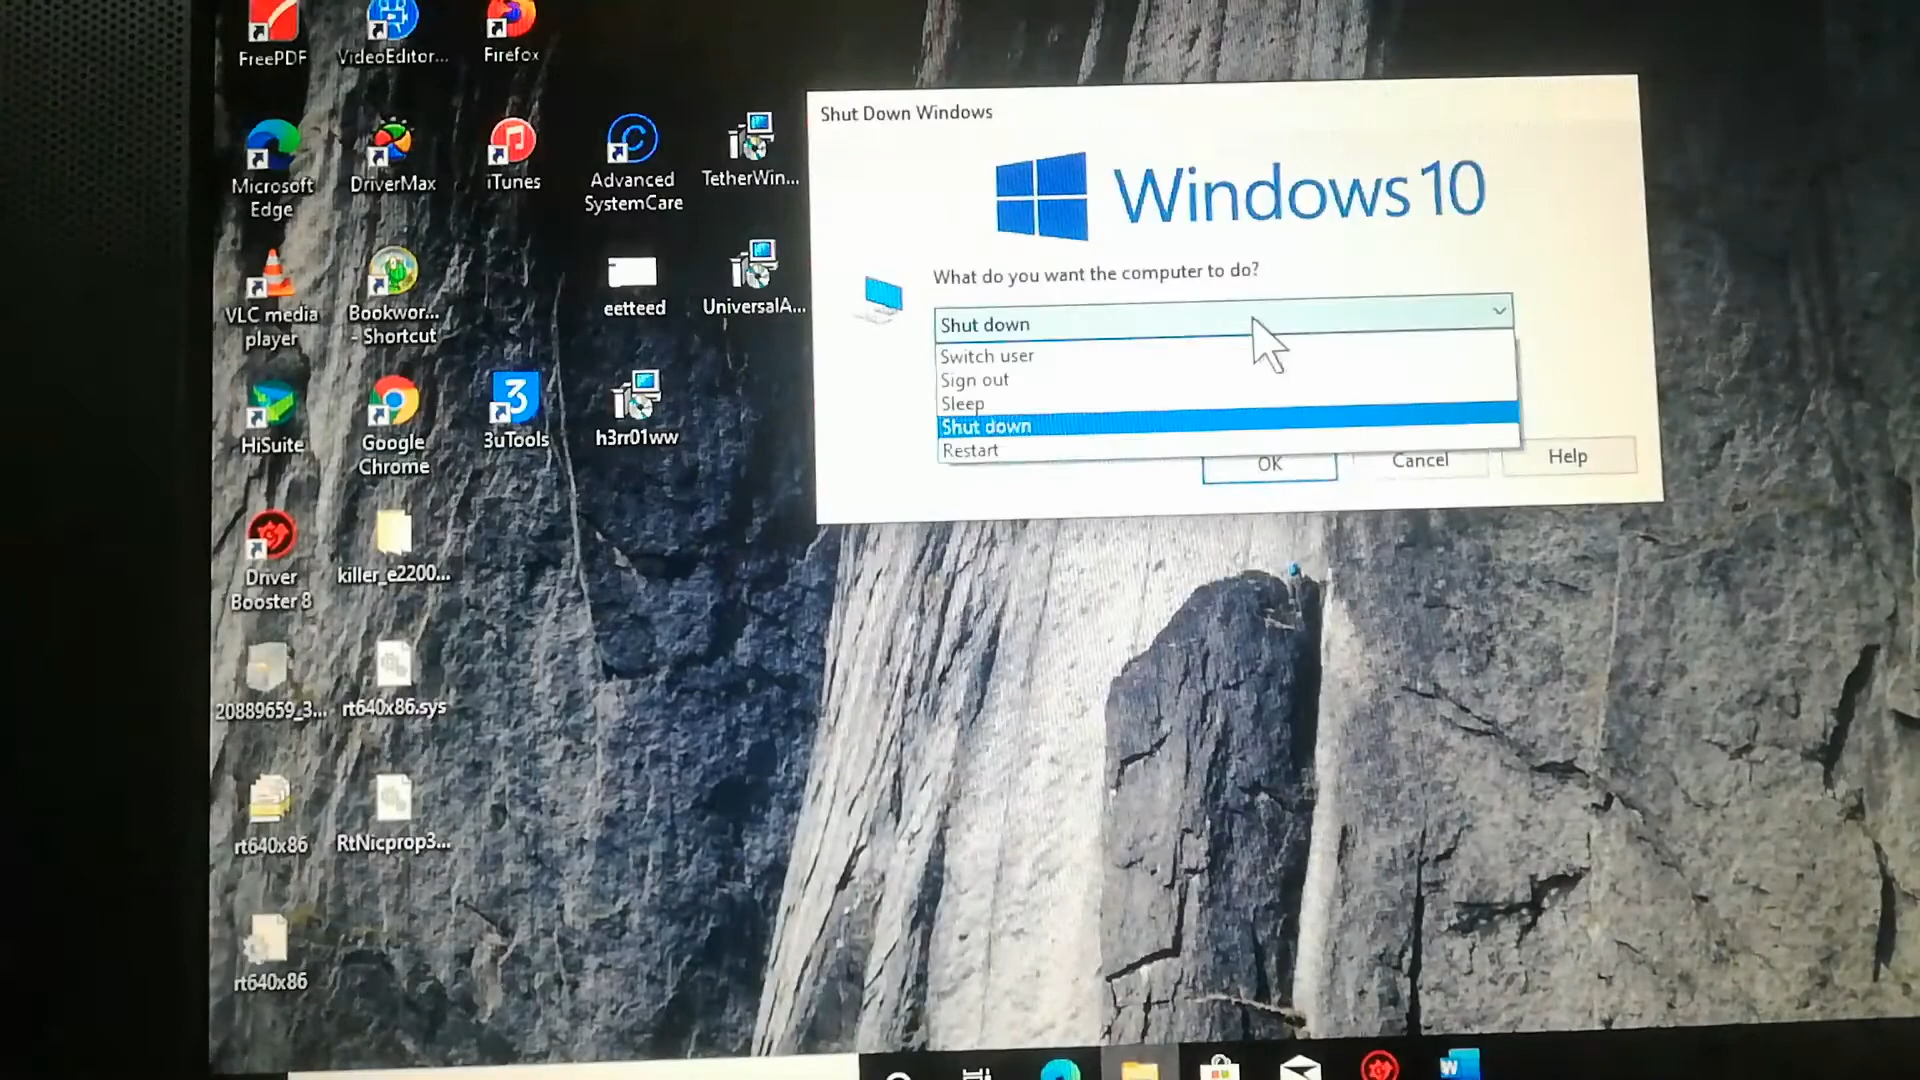 FreePDF
VideoEditor...
Firefox
Microsoft
Edge
DriverMax
iTunes
Advanced
SystemCare
TetherWin...
VLC media
player
Bookwor...
- Shortcut
eetteed
UniversalA...
HiSuite
Google
Chrome
3
3uTools
h3rr01ww
Driver
Booster 8
killer_e2200...
20889659_3...
rt640x86.sys
rt640x86
RtNicprop3...
rt640x86
Shut Down Windows
Windows 10
What do you want the computer to do?
Shut down
Switch user
Sign out
Sleep
Shut down
Restart
OK
Cancel
Help
W